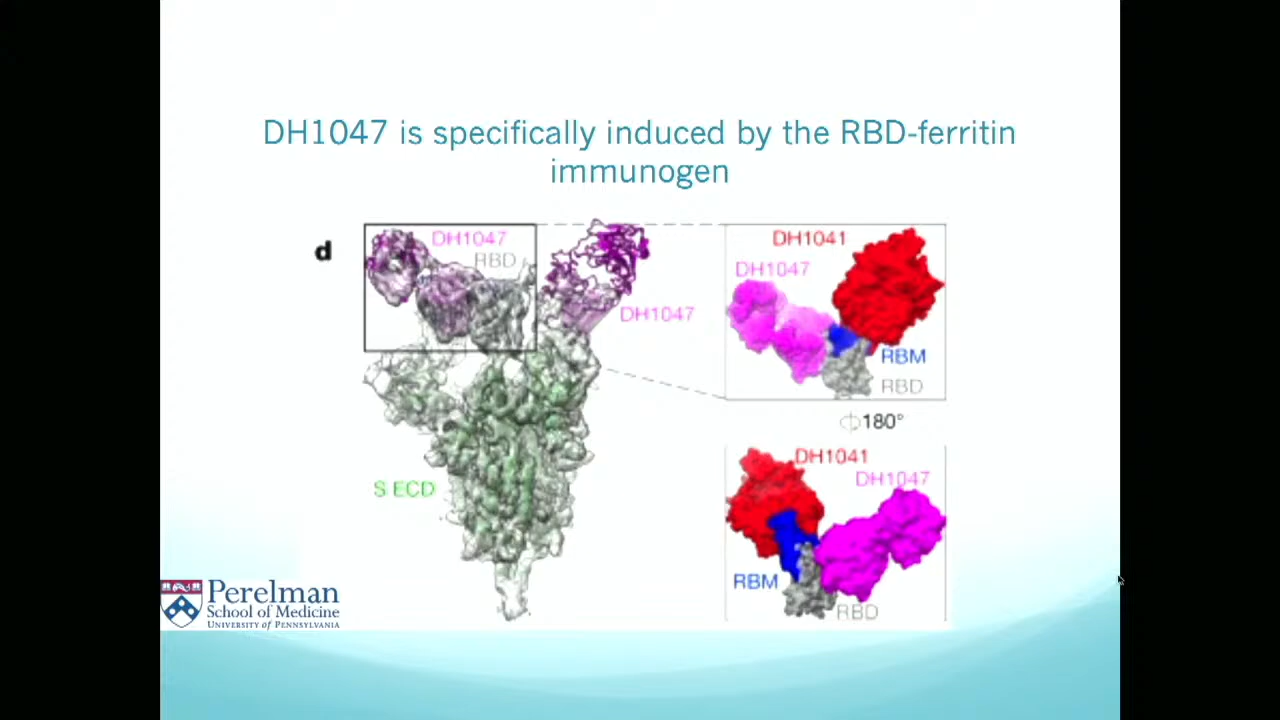 DH1047 is specifically induced by the RBD-ferritin
immunogen
d
DH1047
RBD
DH1047
S ECD
DH1041
DH1047
RBM
RBD
180°
DH1041
DH1047
RBM
RBD
Perelman
School of Medicine
University of Pennsylvania